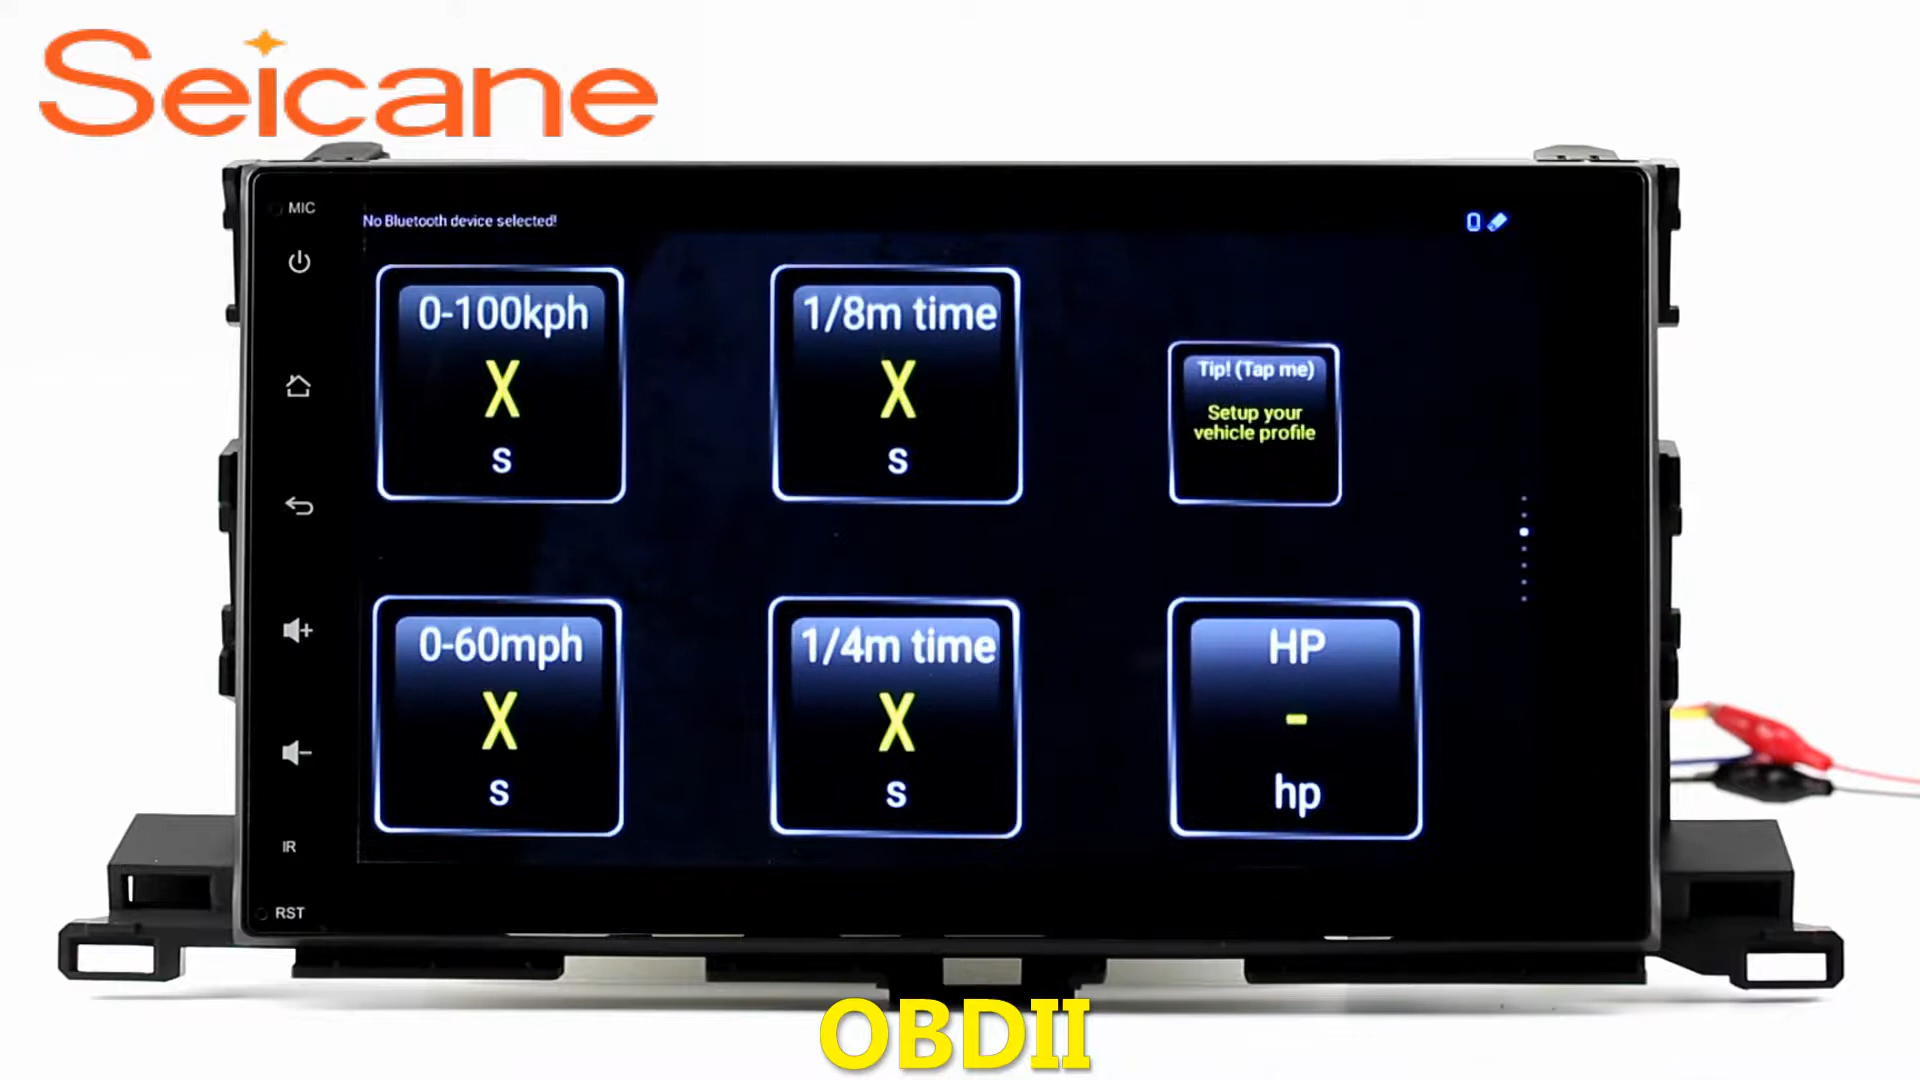 Seicane
MIC
No Bluetooth device selected!
0-100kph
X
s
1/8m time
X
s
Tip! (Tap me)
Setup your
vehicle profile
0-60mph
X
s
1/4m time
X
s
HP
-
hp
IR
RST
OBDII